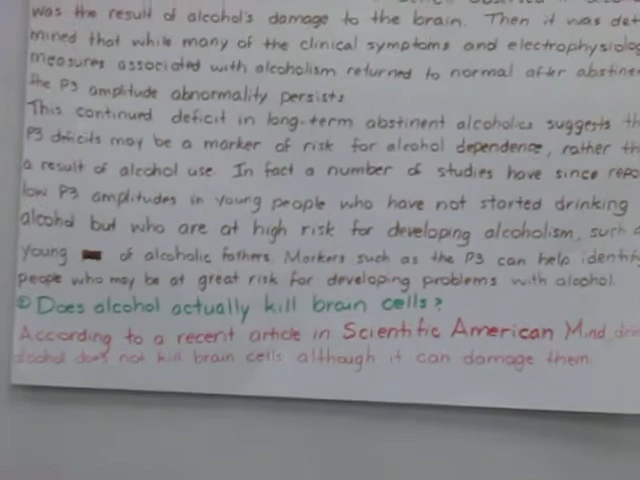 was the result of alcohol's damage to the brain. Then it was det
mined that while many of the clinical symptoms and electrophysiolog
measures associated with alcoholism returned to normal after abstinen
the P3 amplitude abnormality persists
This continued deficit in long-term abstinent alcoholics suggests th
P3 deficits may be a marker of risk for alcohol dependence, rather th
a result of alcohol use. In fact a number of studies have since repo
low P3 amplitudes in young people who have not started drinking
alcohol but who are at high risk for developing alcoholism, such a
young of alcoholic fathers. Markers such as the P3 can help identify
people who may be at great risk for developing problems with alcohol.
Does alcohol actually kill brain cells?
According to a recent article in Scientific American Mind, drin
alcohol does not kill brain cells although it can damage them.